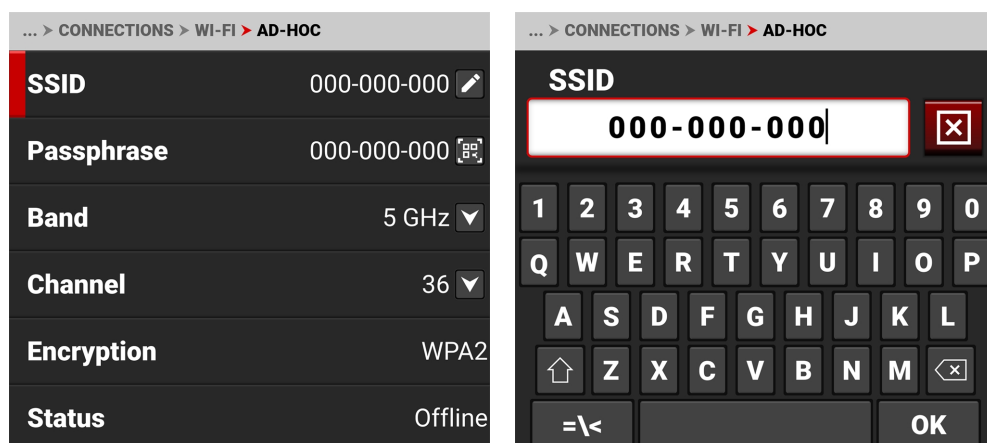 ... > CONNECTIONS > WI-FI > AD-HOC
SSID 000-000-000
Passphrase 000-000-000
Band 5 GHz
Channel 36
Encryption WPA2
Status Offline
... > CONNECTIONS > WI-FI > AD-HOC
SSID
000-000-000
1 2 3 4 5 6 7 8 9 0
Q W E R T Y U I O P
A S D F G H J K L
Z X C V B N M
=\< OK